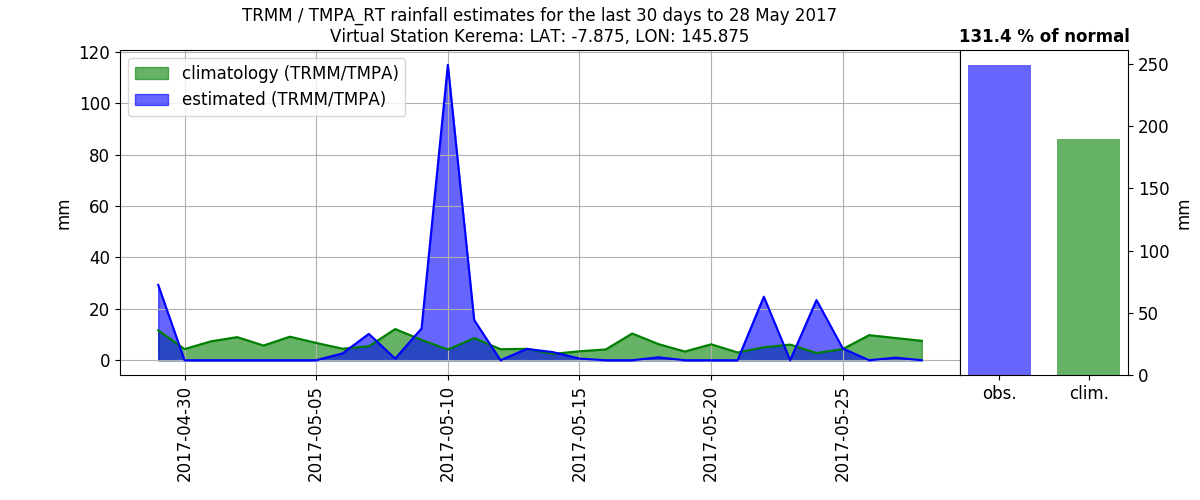 TRMM / TMPA_RT rainfall estimates for the last 30 days to 28 May 2017
Virtual Station Kerema: LAT: -7.875, LON: 145.875
131.4 % of normal
climatology (TRMM/TMPA)
estimated (TRMM/TMPA)
mm
120
100
80
60
40
20
0
2017-04-30
2017-05-05
2017-05-10
2017-05-15
2017-05-20
2017-05-25
250
200
150
100
50
0
mm
obs.
clim.